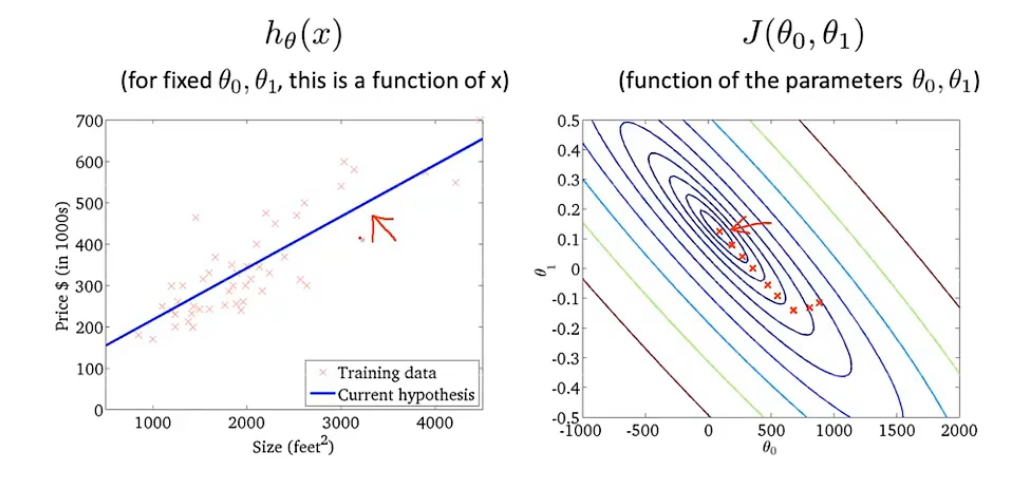 hθ(x)
(for fixed θ0, θ1, this is a function of x)
700
600
500
400
300
200
100
0
Price $ (in 1000s)
1000 2000 3000 4000
Size (feet²)
Training data
Current hypothesis
J(θ0, θ1)
(function of the parameters θ0, θ1)
0.5
0.4
0.3
0.2
0.1
0
-0.1
-0.2
-0.3
-0.4
-0.5
θ1
-1000 -500 0 500 1000 1500 2000
θ0